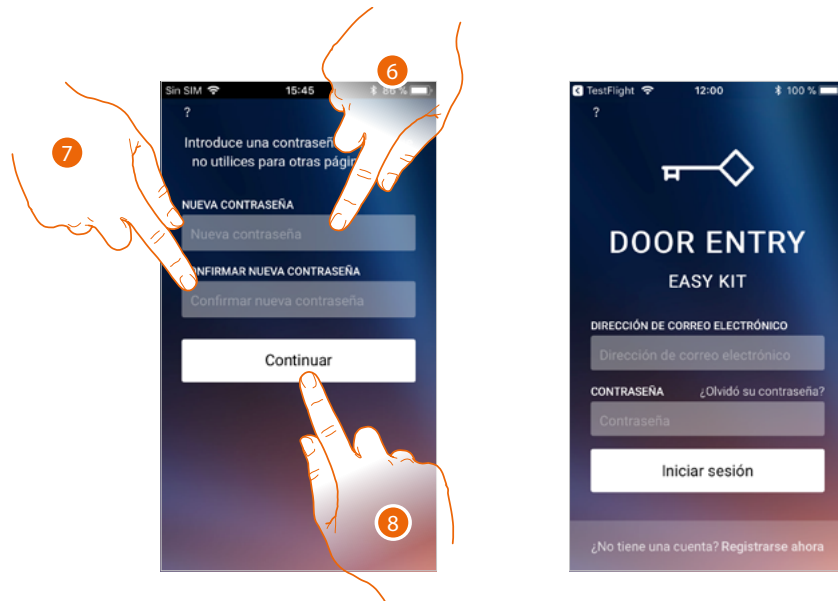 6
Sin SIM 15:45 86 %
?
7
Introduce una contraseñ
no utilices para otras págin
NUEVA CONTRASEÑA
Nueva contraseña
ONFIRMAR NUEVA CONTRASEÑA
Confirmar nueva contraseña
Continuar
8
TestFlight 12:00 100 %
?
DOOR ENTRY
EASY KIT
DIRECCIÓN DE CORREO ELECTRÓNICO
Dirección de correo electrónico
CONTRASEÑA ¿Olvidó su contraseña?
Contraseña
Iniciar sesión
¿No tiene una cuenta? Registrarse ahora